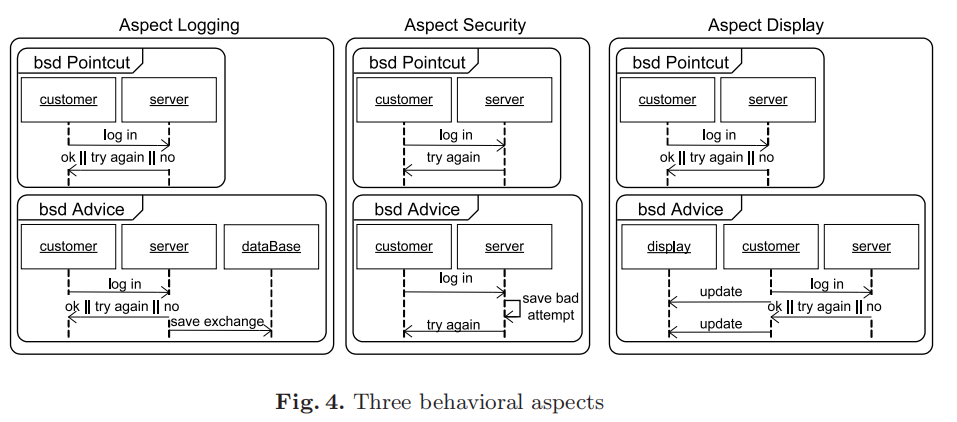 Aspect Logging
bsd Pointcut
customer server
log in
ok || try again || no
bsd Advice
customer server dataBase
log in
ok || try again || no
save exchange
Aspect Security
bsd Pointcut
customer server
log in
try again
bsd Advice
customer server
log in
save bad
attempt
try again
Aspect Display
bsd Pointcut
customer server
log in
ok || try again || no
bsd Advice
display customer server
log in
update
ok || try again || no
update
Fig. 4. Three behavioral aspects